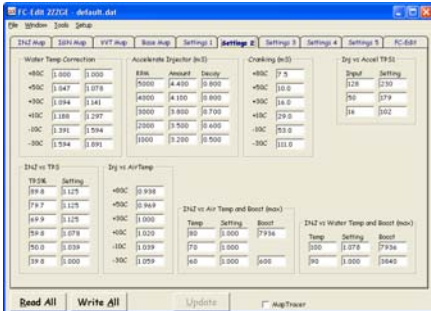 FC-Edit 2ZZGE - default.dat
File Window Tools Setup
INJ Map IGN Map VVT Map Base Map Settings 1 Settings 2 Settings 3 Settings 4 Settings 5 FC-Edit
Water Temp Correction
+80C 1.000 1.000
+50C 1.047 1.078
+30C 1.094 1.141
+10C 1.188 1.297
-10C 1.391 1.594
-30C 1.594 1.891
Accelerate Injector (mS)
RPM Amount Decay
5000 4.400 0.800
4000 4.100 0.800
3000 3.800 0.700
2000 3.500 0.600
1000 3.200 0.500
Cranking (mS)
+80C 7.5
+50C 10.0
+30C 16.0
+10C 29.0
-10C 53.0
-30C 111.0
Inj vs Accel TPS1
Input Setting
128 230
50 179
16 102
INJ vs TPS
TPS% Setting
89.8 1.125
79.7 1.125
69.9 1.125
59.8 1.078
50.0 1.039
39.8 1.000
Inj vs AirTemp
+80C 0.938
+50C 0.969
+30C 1.000
+10C 1.020
-10C 1.039
-30C 1.059
INJ vs Air Temp and Boost (max)
Temp Setting Boost
80 1.000 7936
70 1.000
60 1.000 600
INJ vs Water Temp and Boost (max)
Temp Setting Boost
100 1.078 7936
90 1.000 3840
Read All Write All Update MapTracer